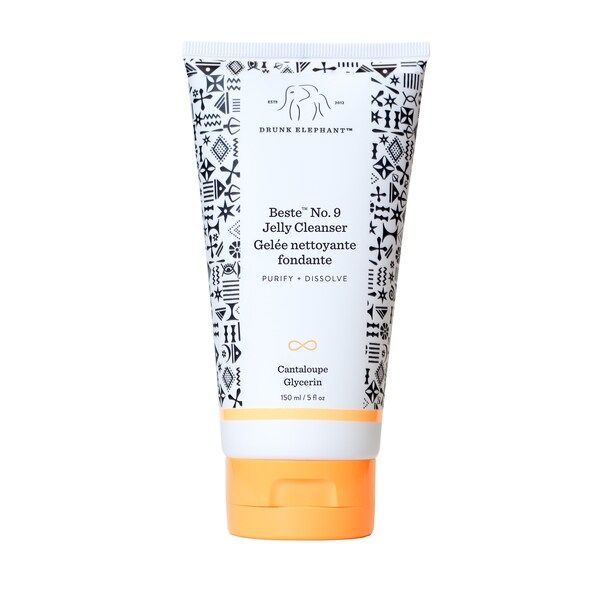 ESTD 2012
DRUNK ELEPHANT™
Beste™ No. 9
Jelly Cleanser
Gelée nettoyante
fondante
PURIFY + DISSOLVE
Cantaloupe
Glycerin
150 ml / 5 fl oz